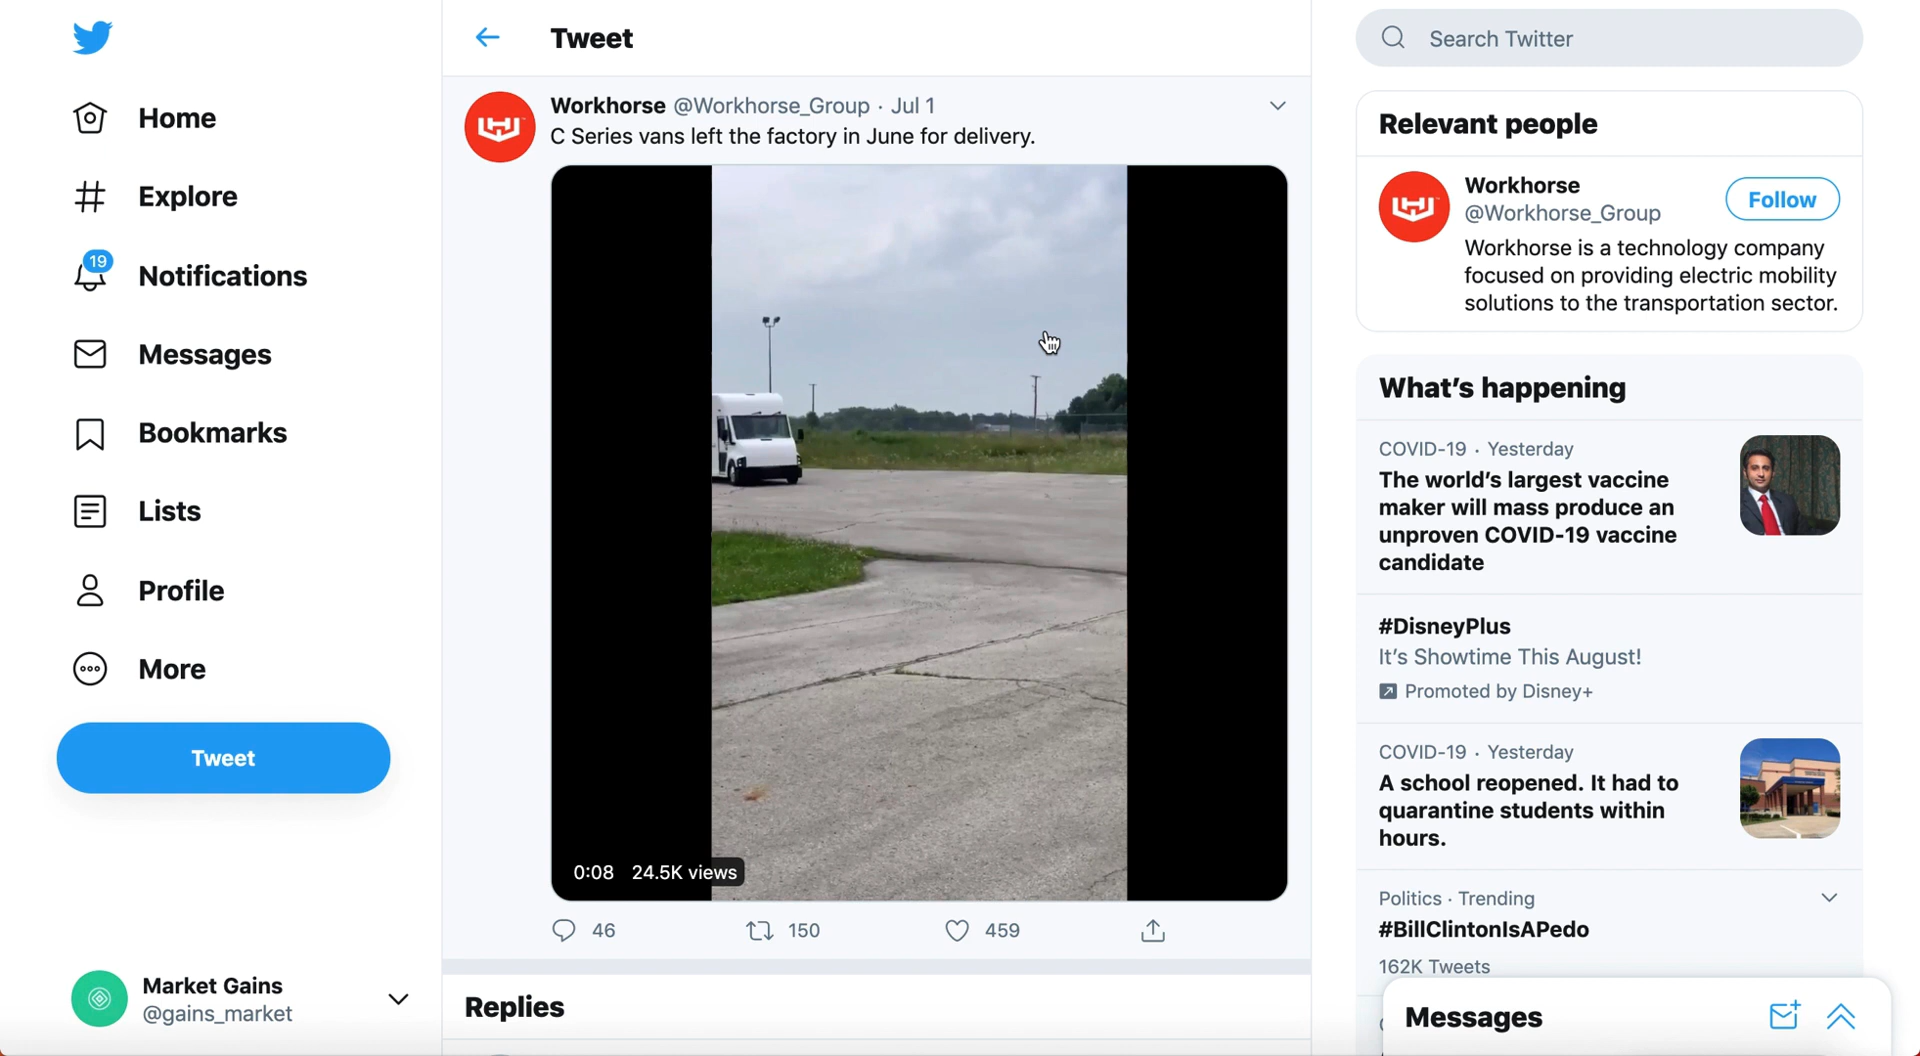 Home
Explore
19
Notifications
Messages
Bookmarks
Lists
Profile
More
Tweet
Market Gains
@gains_market
Tweet
Workhorse @Workhorse_Group · Jul 1
C Series vans left the factory in June for delivery.
0:08 24.5K views
46 150 459
Replies
Search Twitter
Relevant people
Workhorse
@Workhorse_Group
Follow
Workhorse is a technology company
focused on providing electric mobility
solutions to the transportation sector.
What's happening
COVID-19 · Yesterday
The world's largest vaccine
maker will mass produce an
unproven COVID-19 vaccine
candidate
#DisneyPlus
It's Showtime This August!
Promoted by Disney+
COVID-19 · Yesterday
A school reopened. It had to
quarantine students within
hours.
Politics · Trending
#BillClintonIsAPedo
162K Tweets
Messages